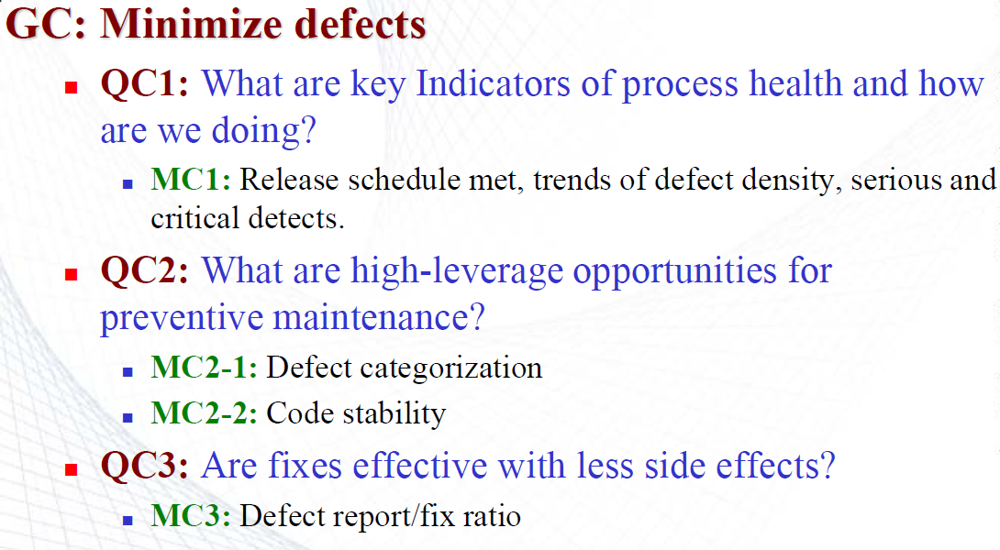 GC: Minimize defects
QC1: What are key Indicators of process health and how
are we doing?
MC1: Release schedule met, trends of defect density, serious and
critical detects.
QC2: What are high-leverage opportunities for
preventive maintenance?
MC2-1: Defect categorization
MC2-2: Code stability
QC3: Are fixes effective with less side effects?
MC3: Defect report/fix ratio